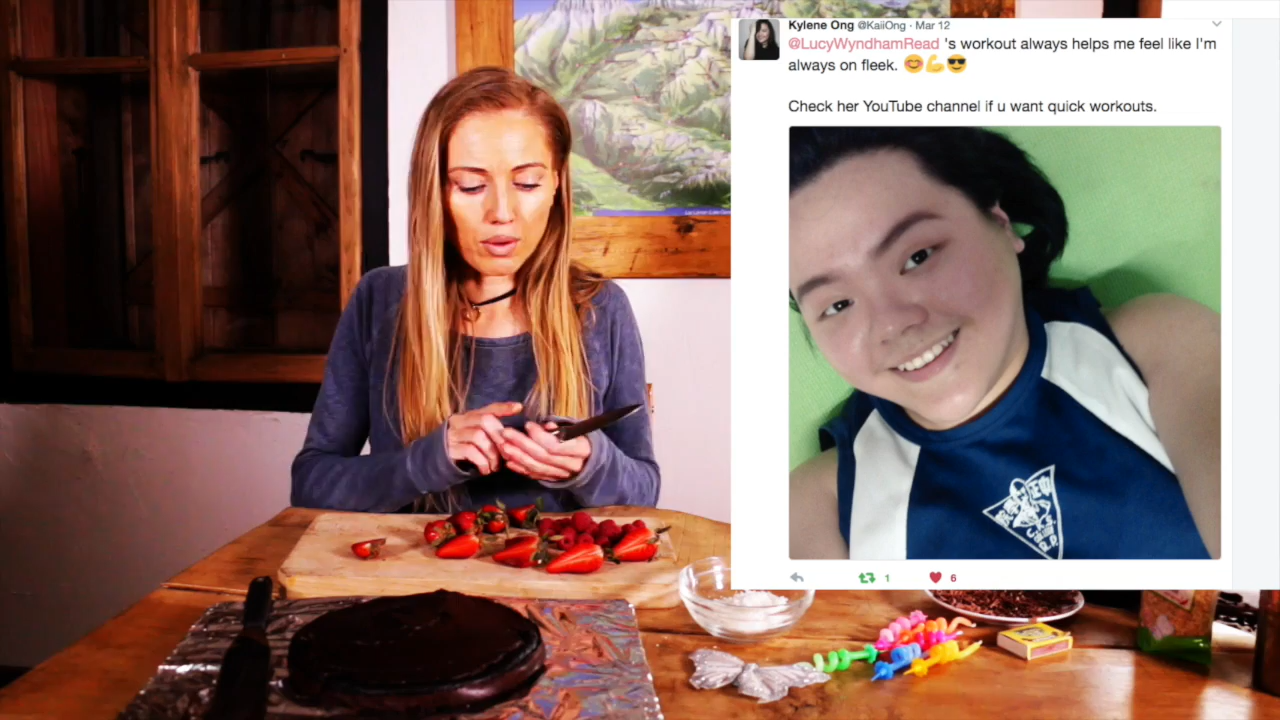 Kylene Ong @KaiiOng · Mar 12
@LucyWyndhamRead 's workout always helps me feel like I'm
always on fleek. 😊💪😎
Check her YouTube channel if u want quick workouts.
1
6